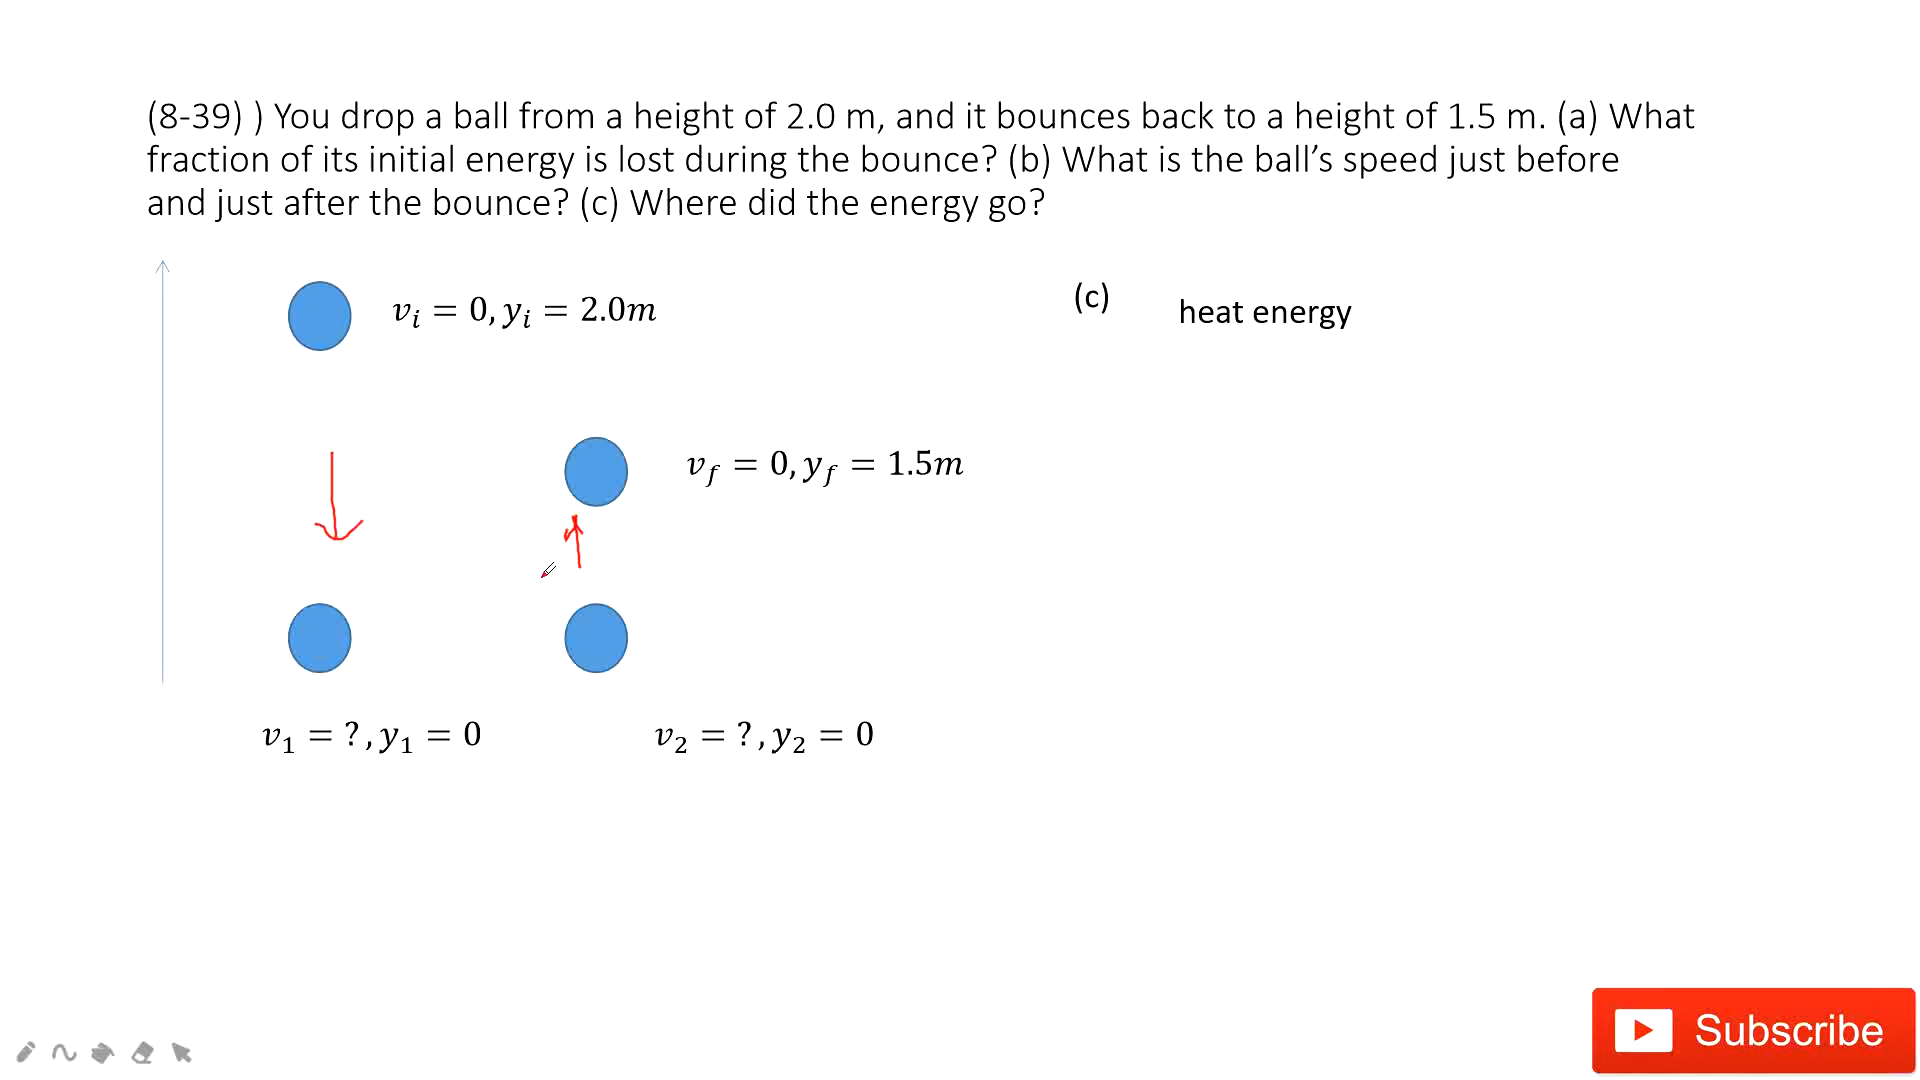 (8-39) ) You drop a ball from a height of 2.0 m, and it bounces back to a height of 1.5 m. (a) What
fraction of its initial energy is lost during the bounce? (b) What is the ball’s speed just before
and just after the bounce? (c) Where did the energy go?
(c)
heat energy
vᵢ = 0, yᵢ = 2.0m
v_f = 0, y_f = 1.5m
v₁ = ?, y₁ = 0
v₂ = ?, y₂ = 0
Subscribe